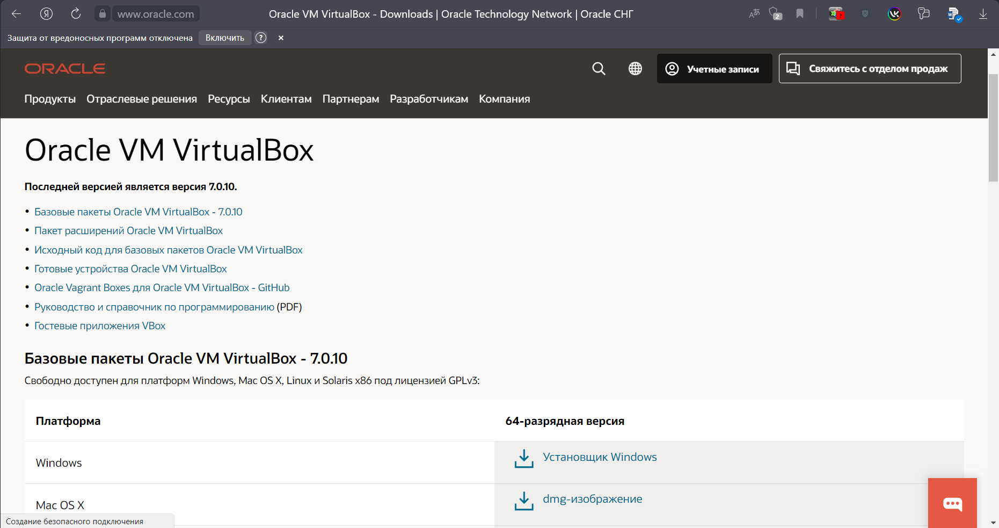 www.oracle.com
Oracle VM VirtualBox - Downloads | Oracle Technology Network | Oracle СНГ
2
Защита от вредоносных программ отключена
Включить
?
ORACLE
Учетные записи
Свяжитесь с отделом продаж
Продукты Отраслевые решения Ресурсы Клиентам Партнерам Разработчикам Компания
Oracle VM VirtualBox
Последней версией является версия 7.0.10.
• Базовые пакеты Oracle VM VirtualBox - 7.0.10
• Пакет расширений Oracle VM VirtualBox
• Исходный код для базовых пакетов Oracle VM VirtualBox
• Готовые устройства Oracle VM VirtualBox
• Oracle Vagrant Boxes для Oracle VM VirtualBox - GitHub
• Руководство и справочник по программированию (PDF)
• Гостевые приложения VBox
Базовые пакеты Oracle VM VirtualBox - 7.0.10
Свободно доступен для платформ Windows, Mac OS X, Linux и Solaris x86 под лицензией GPLv3:
Платформа 64-разрядная версия
Windows Установщик Windows
Mac OS X dmg-изображение
Создание безопасного подключения